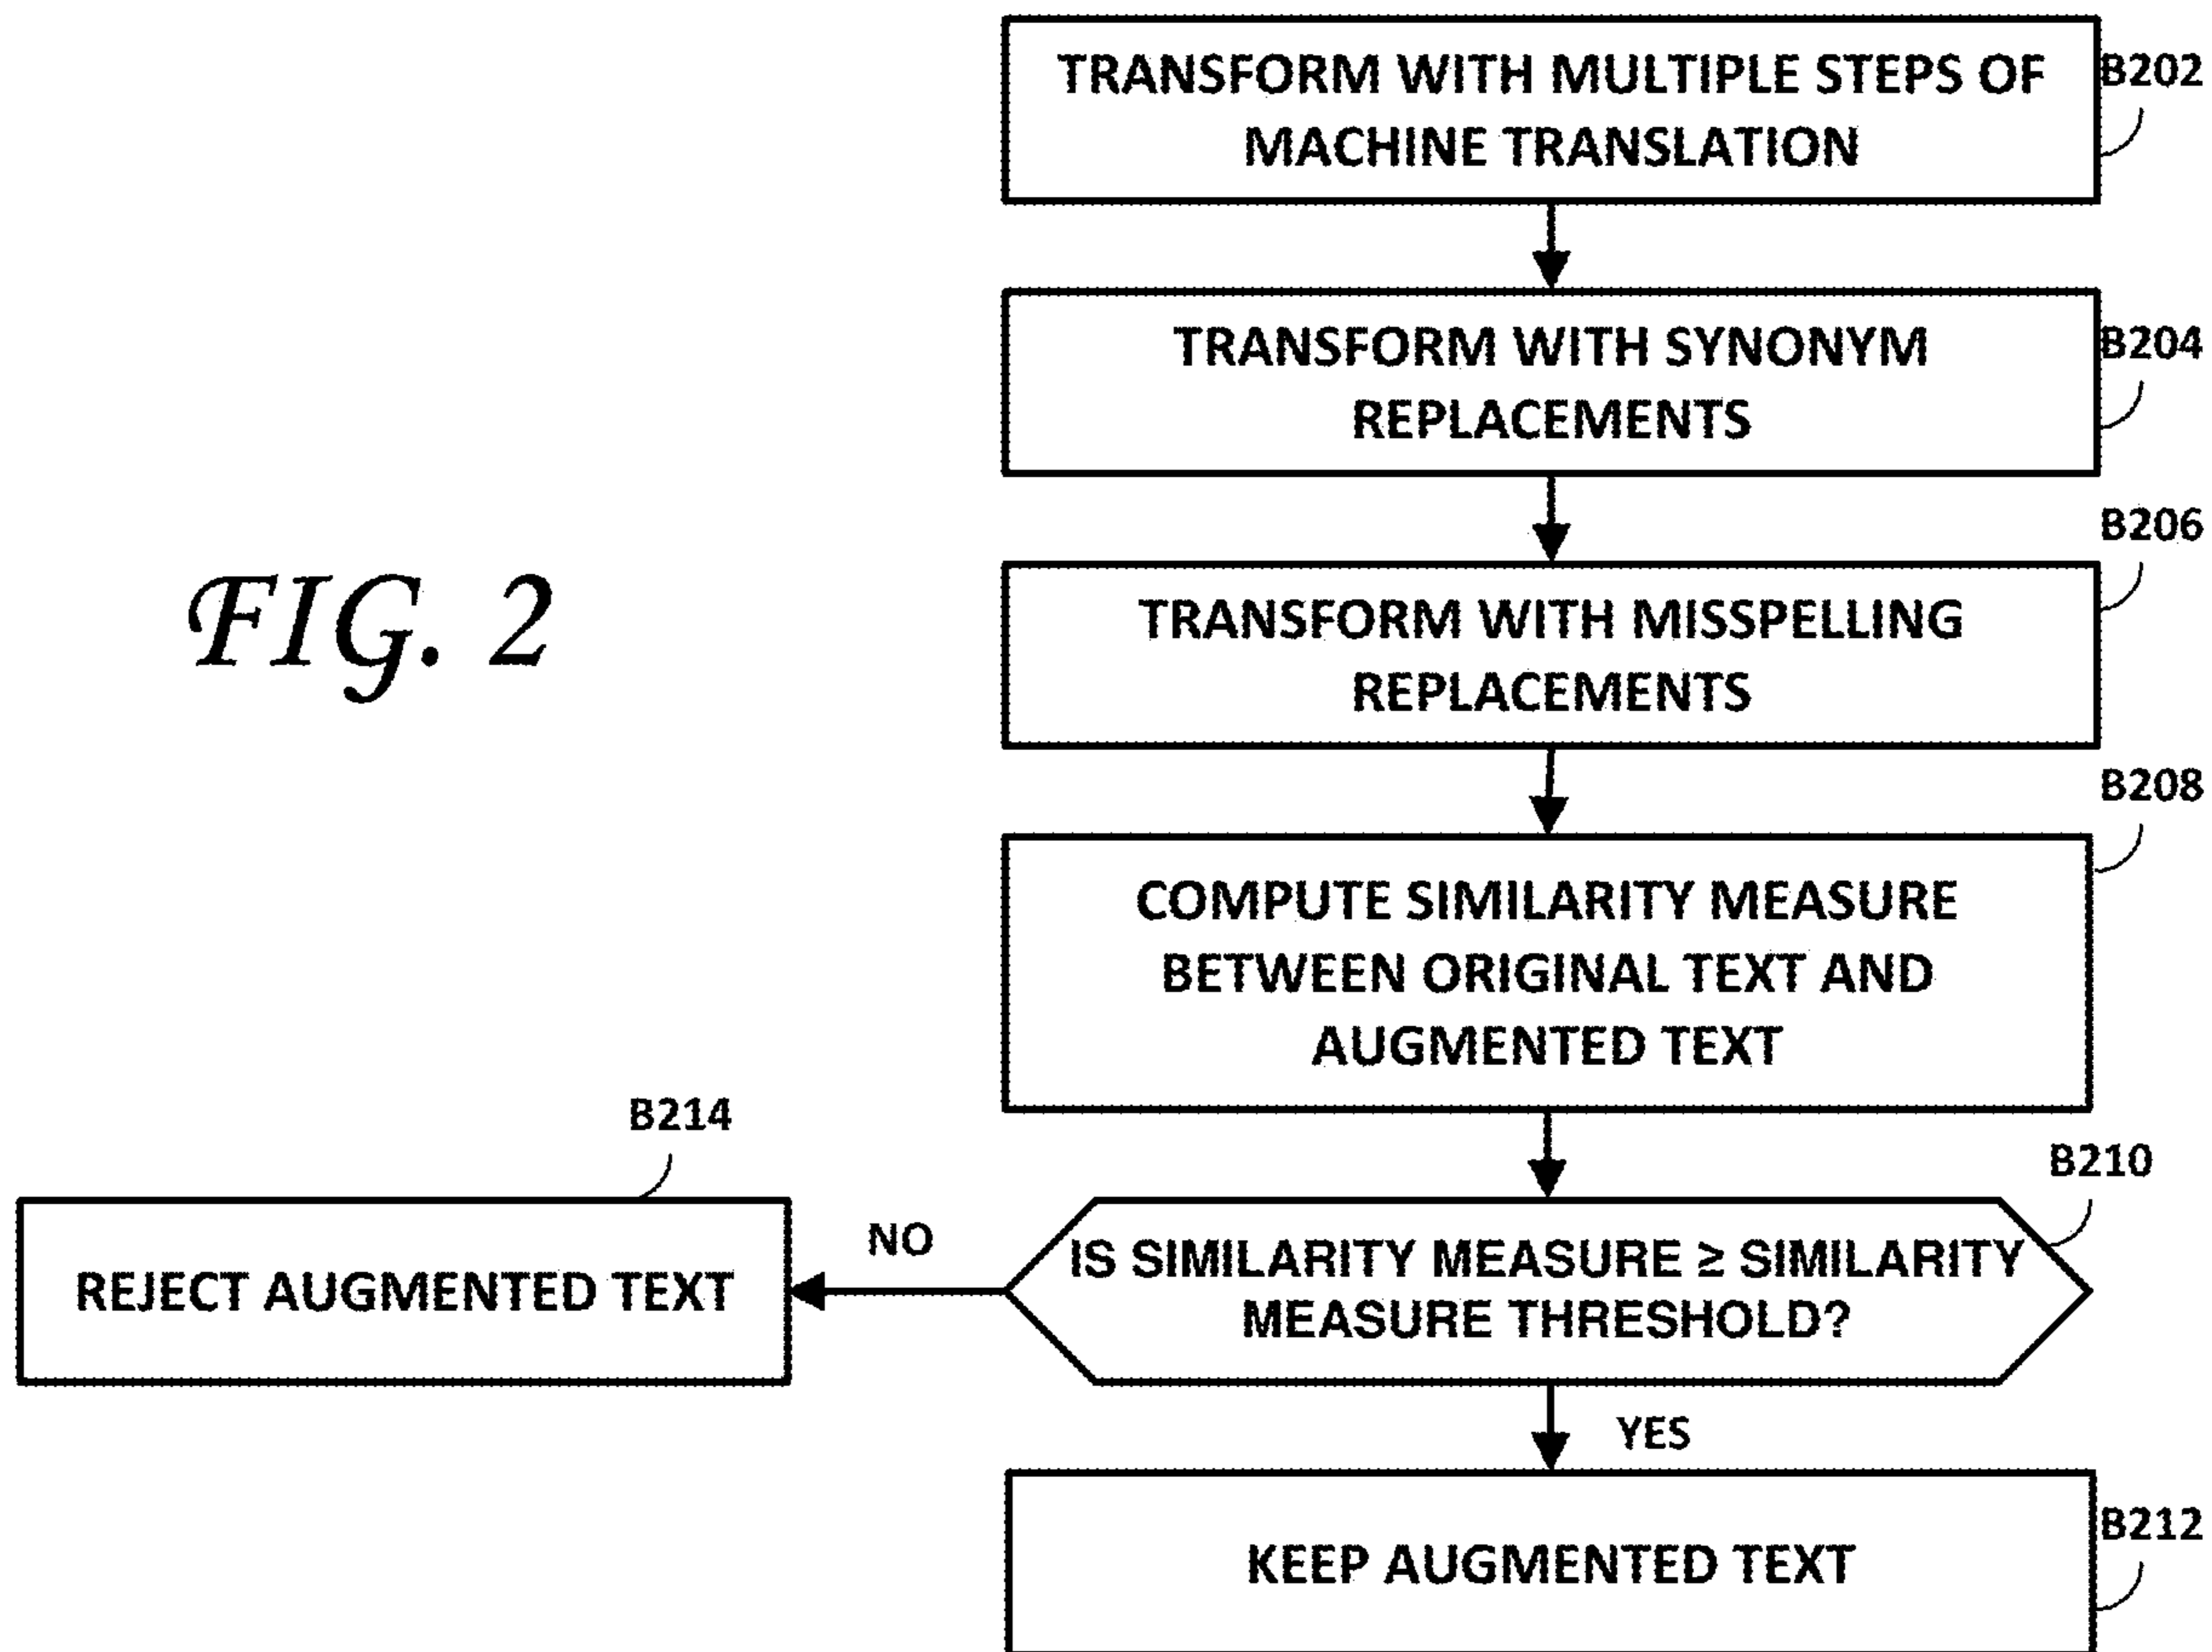 TRANSFORM WITH MULTIPLE STEPS OF
MACHINE TRANSLATION
B202
TRANSFORM WITH SYNONYM
REPLACEMENTS
B204
B206
TRANSFORM WITH MISSPELLING
REPLACEMENTS
FIG. 2
B208
COMPUTE SIMILARITY MEASURE
BETWEEN ORIGINAL TEXT AND
AUGMENTED TEXT
B210
IS SIMILARITY MEASURE ≥ SIMILARITY
MEASURE THRESHOLD?
NO
B214
REJECT AUGMENTED TEXT
YES
KEEP AUGMENTED TEXT
B212